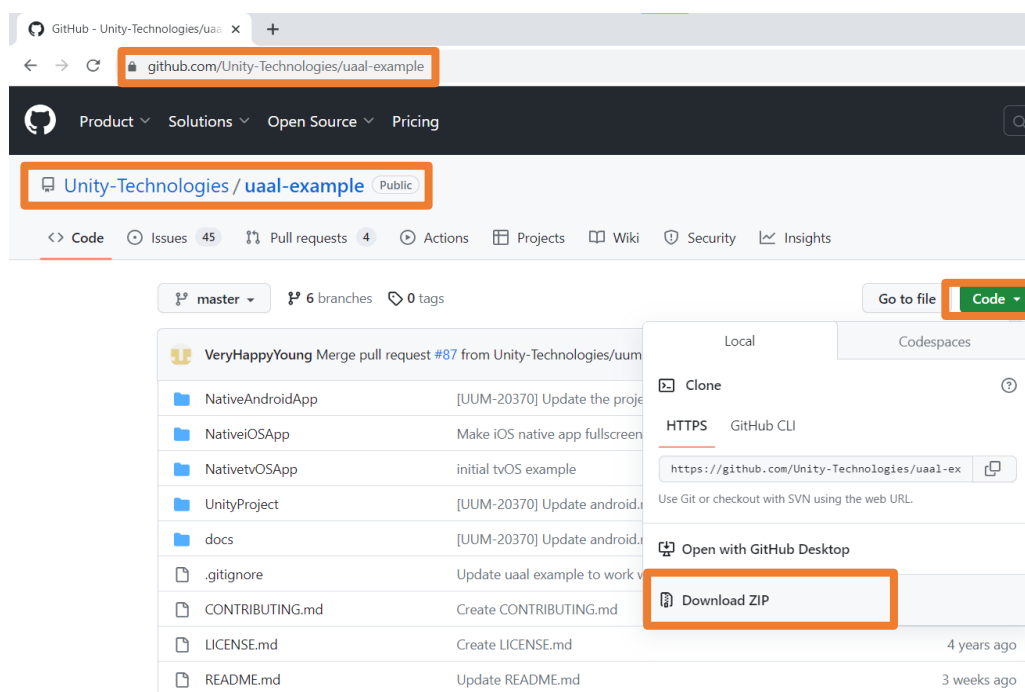 GitHub - Unity-Technologies/uaa
github.com/Unity-Technologies/uaal-example
Product Solutions Open Source Pricing
Unity-Technologies / uaal-example Public
<> Code Issues 45 Pull requests 4 Actions Projects Wiki Security Insights
master 6 branches 0 tags Go to file Code
VeryHappyYoung Merge pull request #87 from Unity-Technologies/uum
Local Codespaces
Clone
HTTPS GitHub CLI
https://github.com/Unity-Technologies/uaal-ex
Use Git or checkout with SVN using the web URL.
Open with GitHub Desktop
Download ZIP
NativeAndroidApp [UUM-20370] Update the proje
NativeiOSApp Make iOS native app fullscreen
NativetvOSApp initial tvOS example
UnityProject [UUM-20370] Update android.
docs [UUM-20370] Update android.
.gitignore Update uaal example to work
CONTRIBUTING.md Create CONTRIBUTING.md
LICENSE.md Create LICENSE.md 4 years ago
README.md Update README.md 3 weeks ago